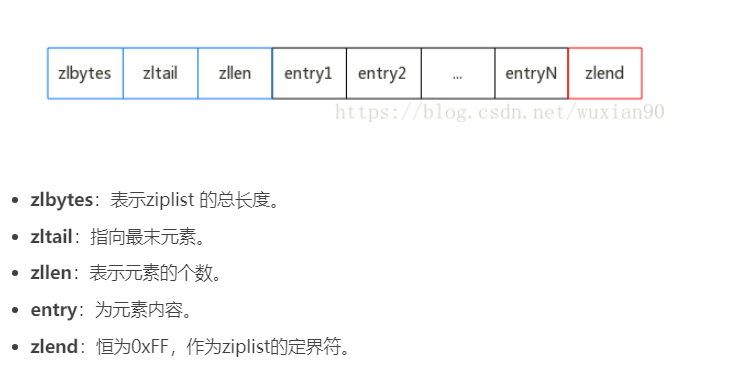 zlbytes zltail zllen entry1 entry2 ... entryN zlend
https://blog.csdn.net/wuxian90
• zlbytes：表示ziplist 的总长度。
• zltail：指向最末元素。
• zllen：表示元素的个数。
• entry：为元素内容。
• zlend：恒为0xFF，作为ziplist的定界符。